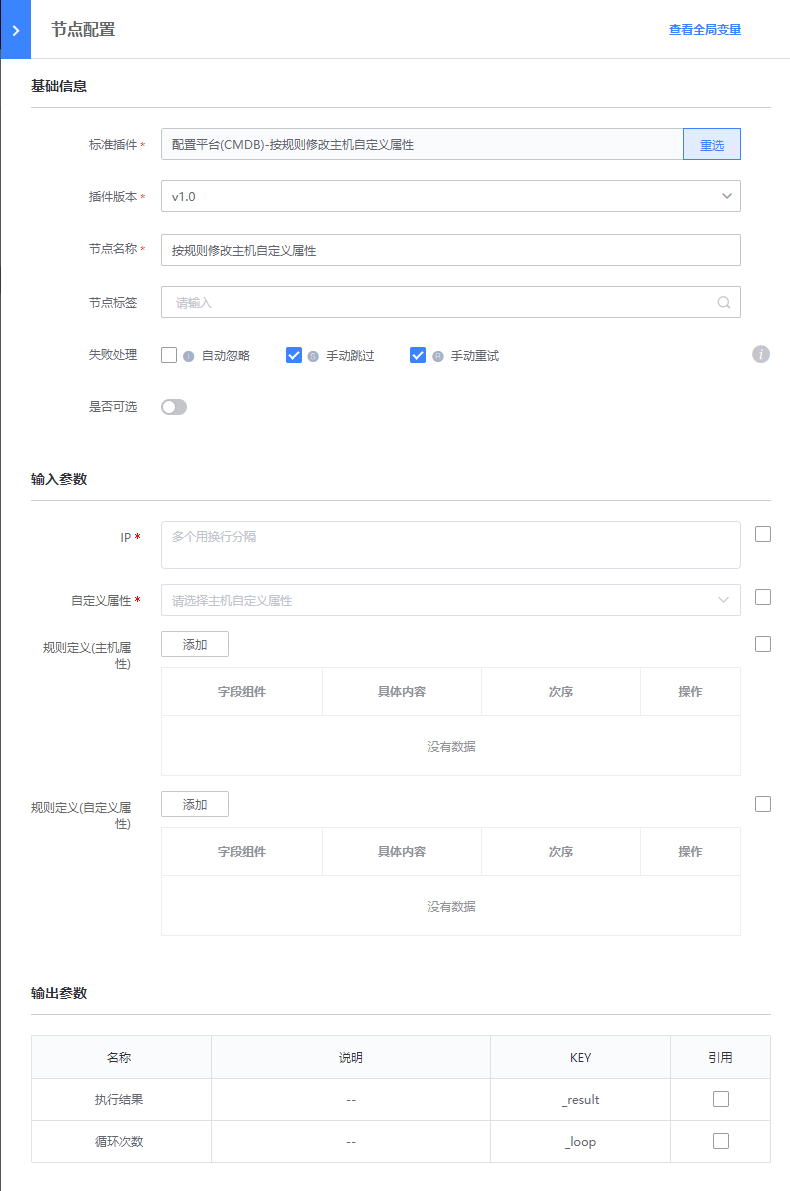 节点配置
查看全局变量
基础信息
标准插件 *
配置平台(CMDB)-按规则修改主机自定义属性
重选
插件版本 *
v1.0
节点名称 *
按规则修改主机自定义属性
节点标签
请输入
失败处理
自动忽略
手动跳过
手动重试
是否可选
输入参数
IP *
多个用换行分隔
自定义属性 *
请选择主机自定义属性
规则定义(主机属
性)
添加
字段组件 具体内容 次序 操作
没有数据
规则定义(自定义属
性)
添加
字段组件 具体内容 次序 操作
没有数据
输出参数
名称 说明 KEY 引用
执行结果 -- _result
循环次数 -- _loop